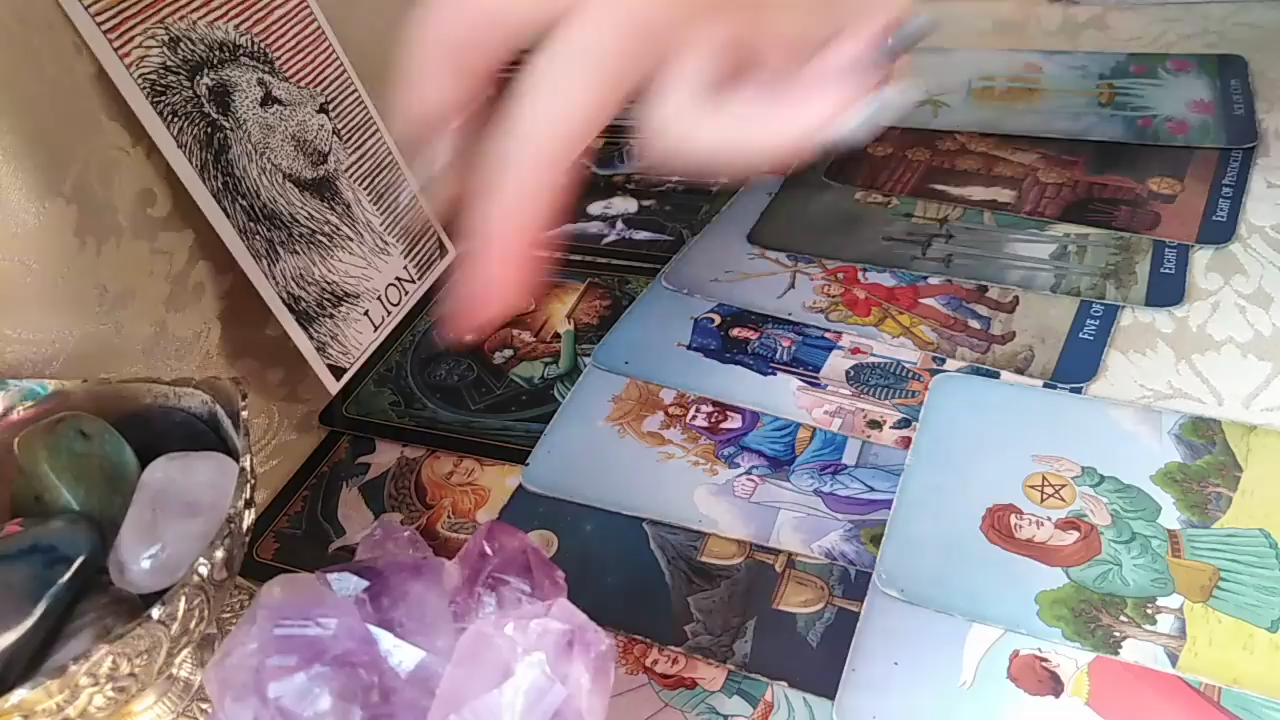 LION
ACE OF CUPS
EIGHT OF PENTACLES
EIGHT
FIVE OF